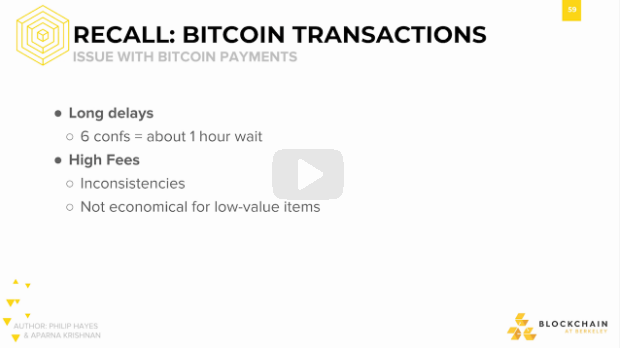 59
RECALL: BITCOIN TRANSACTIONS
ISSUE WITH BITCOIN PAYMENTS
● Long delays
○ 6 confs = about 1 hour wait
● High Fees
○ Inconsistencies
○ Not economical for low-value items
AUTHOR: PHILIP HAYES
& APARNA KRISHNAN
BLOCKCHAIN
AT BERKELEY